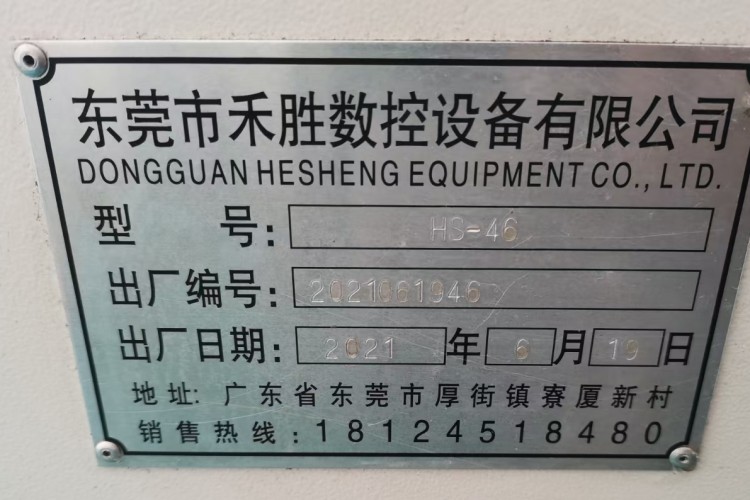 东莞市禾胜数控设备有限公司
DONGGUAN HESHENG EQUIPMENT CO., LTD.
型 号: HS-46
出厂编号: 2021061946
出厂日期: 2021 年 6 月 19 日
地 址: 广东省东莞市厚街镇寮厦新村
销售热线: 18124518480